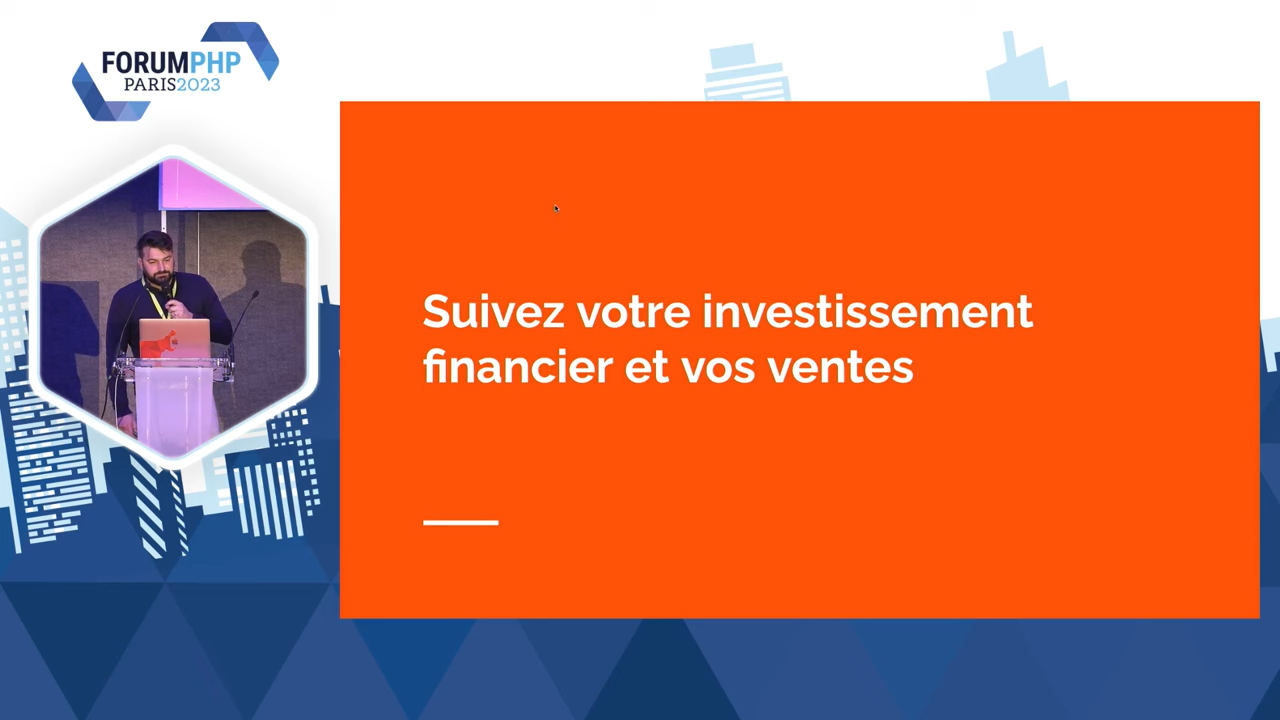 FORUMPHP
PARIS2023
Suivez votre investissement
financier et vos ventes